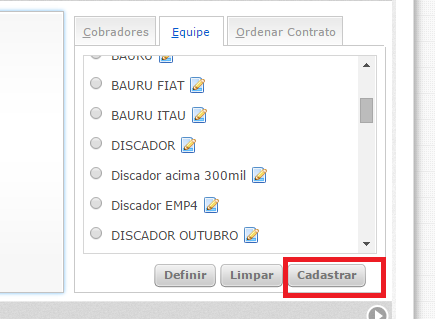 Cobradores Equipe Ordenar Contrato
BAURU
BAURU FIAT
BAURU ITAU
DISCADOR
Discador acima 300mil
Discador EMP4
DISCADOR OUTUBRO
Definir Limpar Cadastrar